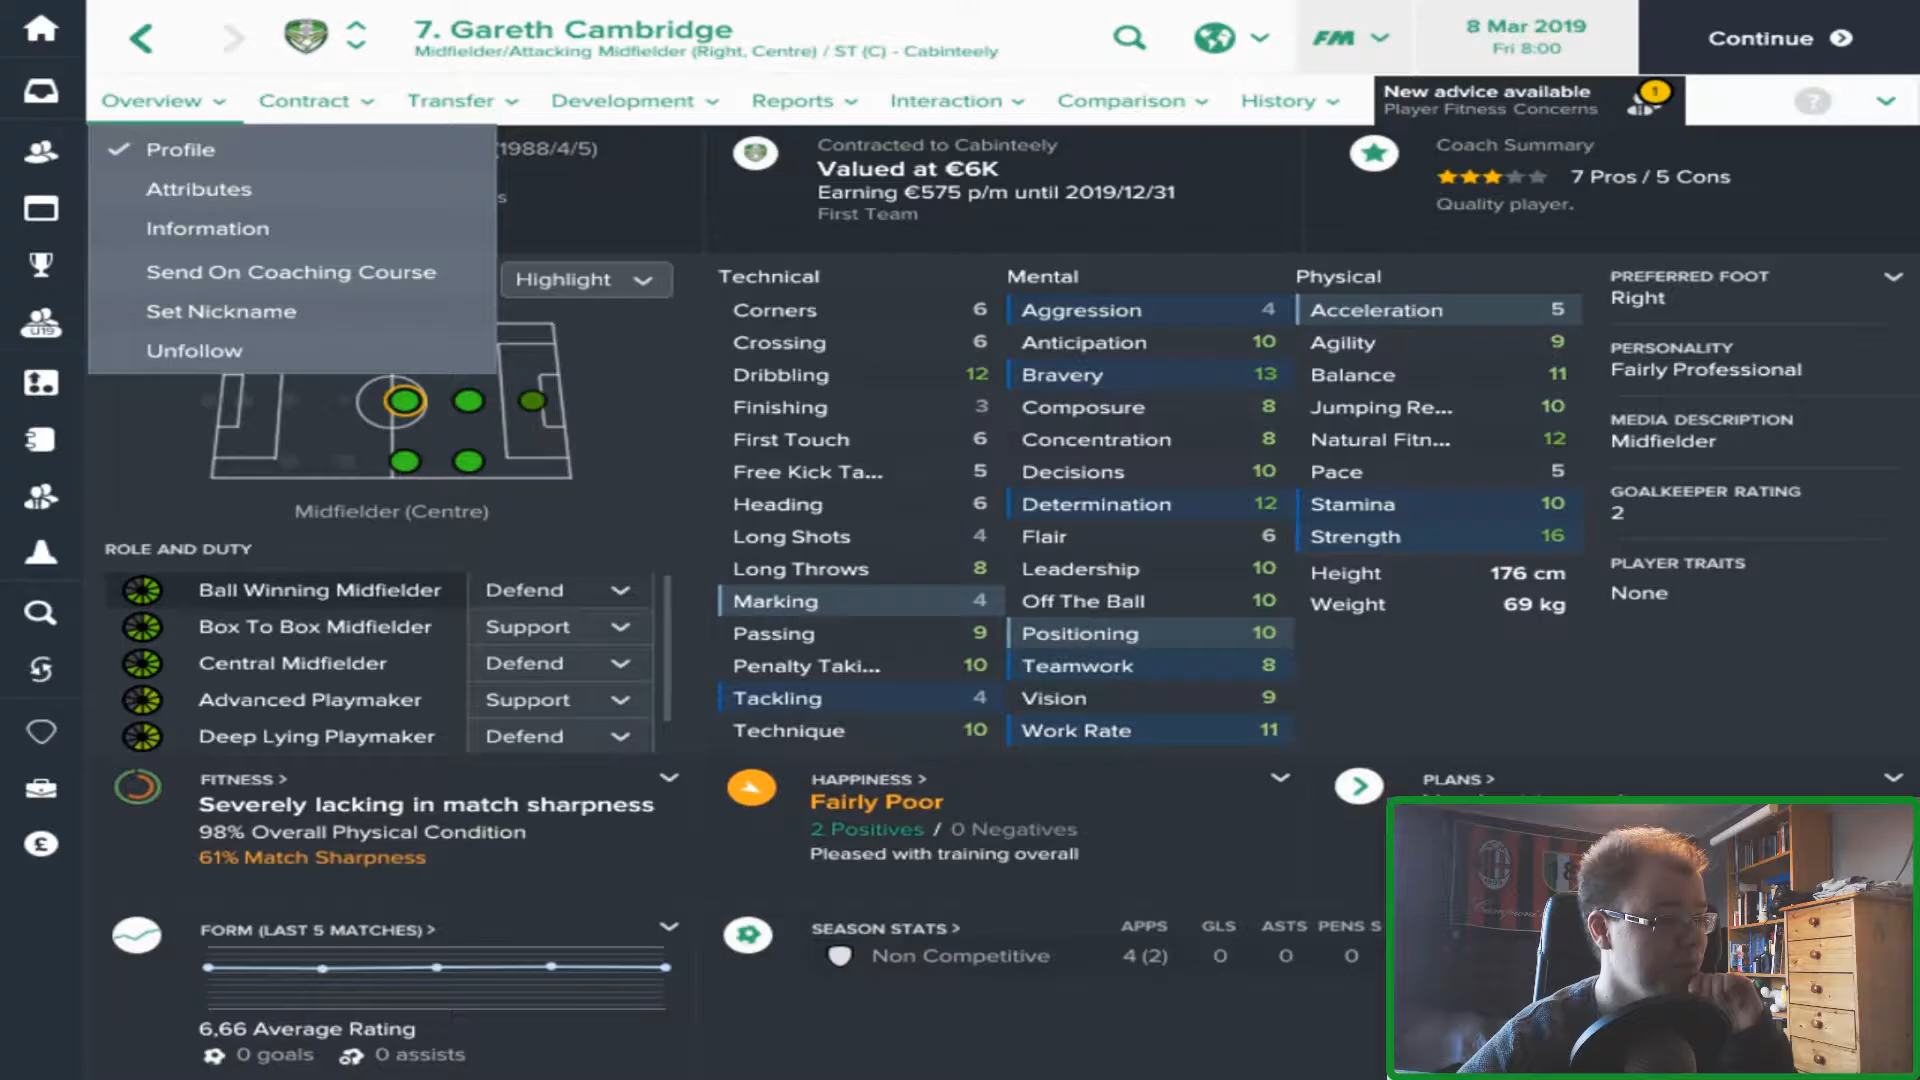 7. Gareth Cambridge
Midfielder/Attacking Midfielder (Right, Centre) / ST (C) - Cabinteely
FM
8 Mar 2019
Fri 8:00
Continue
Overview
Contract
Transfer
Development
Reports
Interaction
Comparison
History
New advice available
Player Fitness Concerns
1
?
Profile
Attributes
Information
Send On Coaching Course
Set Nickname
Unfollow
(1988/4/5)
s
Contracted to Cabinteely
Valued at €6K
Earning €575 p/m until 2019/12/31
First Team
Coach Summary
7 Pros / 5 Cons
Quality player.
U19
Highlight
Midfielder (Centre)
ROLE AND DUTY
Ball Winning Midfielder Defend
Box To Box Midfielder Support
Central Midfielder Defend
Advanced Playmaker Support
Deep Lying Playmaker Defend
Technical
Corners 6
Crossing 6
Dribbling 12
Finishing 3
First Touch 6
Free Kick Ta... 5
Heading 6
Long Shots 4
Long Throws 8
Marking 4
Passing 9
Penalty Taki... 10
Tackling 4
Technique 10
Mental
Aggression 4
Anticipation 10
Bravery 13
Composure 8
Concentration 8
Decisions 10
Determination 12
Flair 6
Leadership 10
Off The Ball 10
Positioning 10
Teamwork 8
Vision 9
Work Rate 11
Physical
Acceleration 5
Agility 9
Balance 11
Jumping Re... 10
Natural Fitn... 12
Pace 5
Stamina 10
Strength 16
Height 176 cm
Weight 69 kg
PREFERRED FOOT
Right
PERSONALITY
Fairly Professional
MEDIA DESCRIPTION
Midfielder
GOALKEEPER RATING
2
PLAYER TRAITS
None
FITNESS >
Severely lacking in match sharpness
98% Overall Physical Condition
61% Match Sharpness
HAPPINESS >
Fairly Poor
2 Positives / 0 Negatives
Pleased with training overall
PLANS >
FORM (LAST 5 MATCHES) >
6,66 Average Rating
0 goals 0 assists
SEASON STATS > APPS GLS ASTS PENS S
Non Competitive 4 (2) 0 0 0